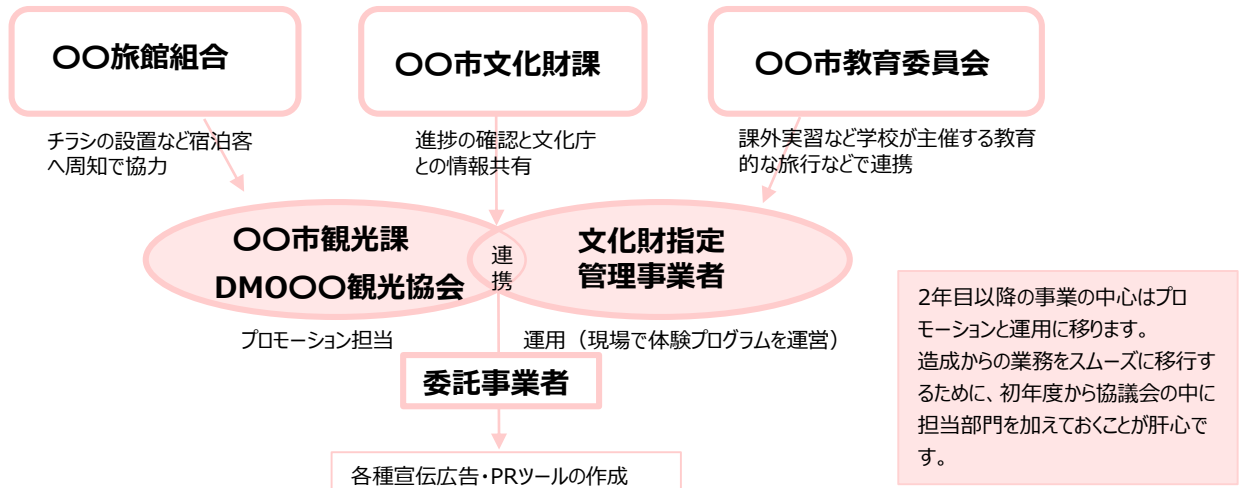 〇〇旅館組合
〇〇市文化財課
〇〇市教育委員会
チラシの設置など宿泊客
へ周知で協力
進捗の確認と文化庁
との情報共有
課外実習など学校が主催する教育
的な旅行などで連携
〇〇市観光課
DMO〇〇観光協会
連
携
文化財指定
管理事業者
プロモーション担当
運用（現場で体験プログラムを運営）
委託事業者
各種宣伝広告・PRツールの作成
2年目以降の事業の中心はプロ
モーションと運用に移ります。
造成からの業務をスムーズに移行す
るために、初年度から協議会の中に
担当部門を加えておくことが肝心で
す。